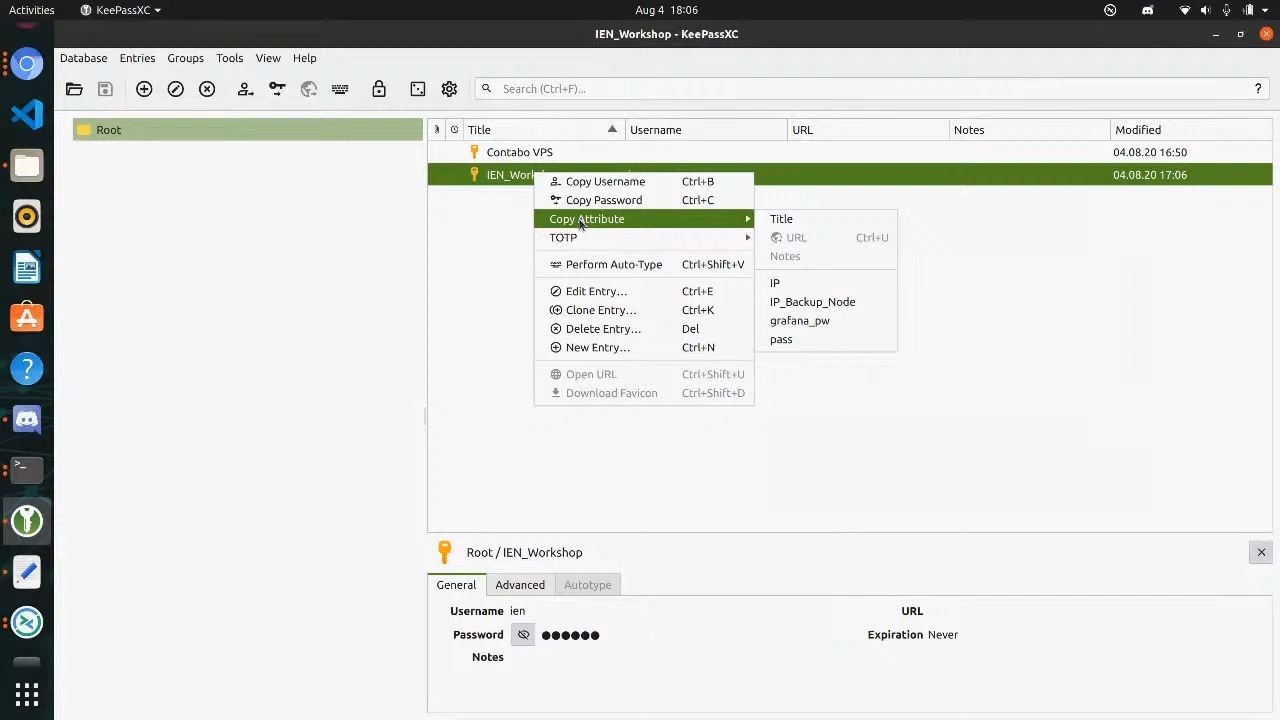 Activities
KeePassXC
Aug 4 18:06
IEN_Workshop - KeePassXC
Database Entries Groups Tools View Help
Search (Ctrl+F)...
?
Root
Title Username URL Notes Modified
Contabo VPS 04.08.20 16:50
IEN_Work 04.08.20 17:06
Copy Username Ctrl+B
Copy Password Ctrl+C
Copy Attribute
TOTP
Perform Auto-Type Ctrl+Shift+V
Edit Entry... Ctrl+E
Clone Entry... Ctrl+K
Delete Entry... Del
New Entry... Ctrl+N
Open URL Ctrl+Shift+U
Download Favicon Ctrl+Shift+D
Title
URL Ctrl+U
Notes
IP
IP_Backup_Node
grafana_pw
pass
Root / IEN_Workshop
General Advanced Autotype
Username ien URL
Password ●●●●●● Expiration Never
Notes